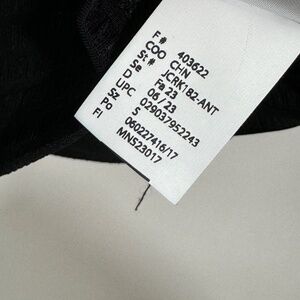 F# 403622
COO CHN
St# JCRK182-ANT
Se Fa 23
D 06 / 23
UPC 029037952243
Sz S
Po 060227416/17
FI MNS23017